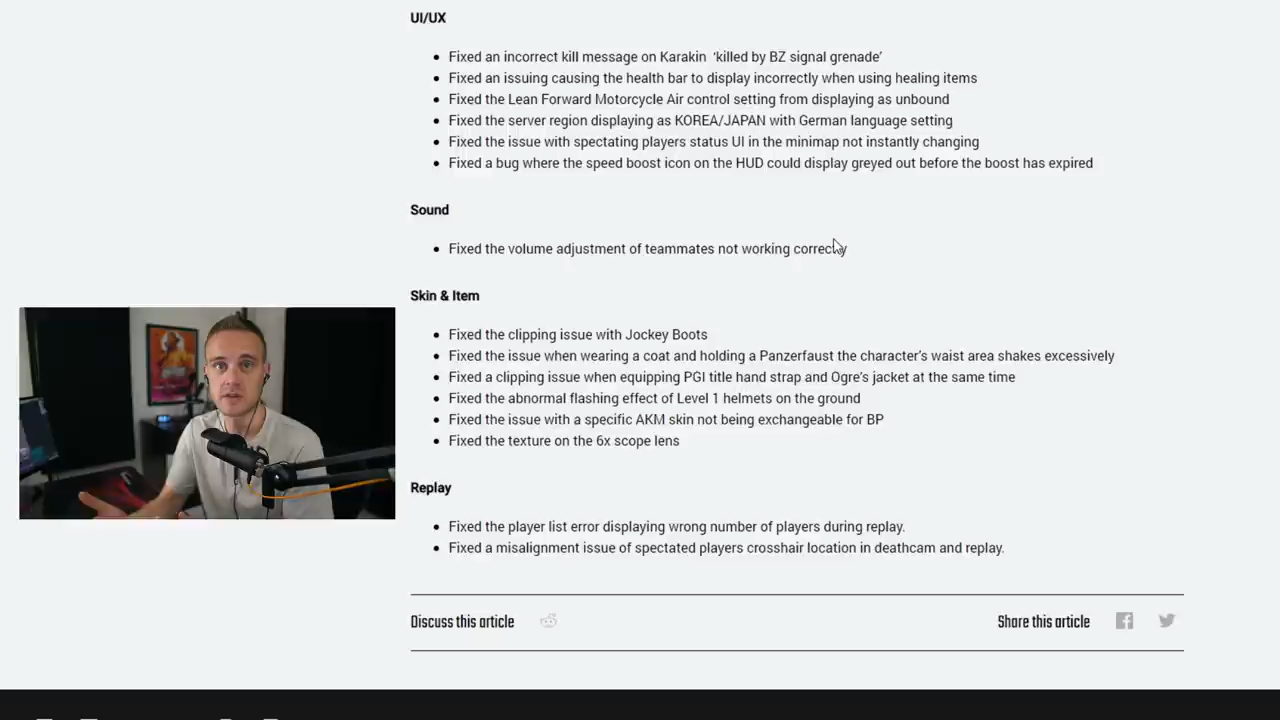 UI/UX
Fixed an incorrect kill message on Karakin ‘killed by BZ signal grenade’
Fixed an issuing causing the health bar to display incorrectly when using healing items
Fixed the Lean Forward Motorcycle Air control setting from displaying as unbound
Fixed the server region displaying as KOREA/JAPAN with German language setting
Fixed the issue with spectating players status UI in the minimap not instantly changing
Fixed a bug where the speed boost icon on the HUD could display greyed out before the boost has expired
Sound
Fixed the volume adjustment of teammates not working correctly
Skin & Item
Fixed the clipping issue with Jockey Boots
Fixed the issue when wearing a coat and holding a Panzerfaust the character’s waist area shakes excessively
Fixed a clipping issue when equipping PGI title hand strap and Ogre’s jacket at the same time
Fixed the abnormal flashing effect of Level 1 helmets on the ground
Fixed the issue with a specific AKM skin not being exchangeable for BP
Fixed the texture on the 6x scope lens
Replay
Fixed the player list error displaying wrong number of players during replay.
Fixed a misalignment issue of spectated players crosshair location in deathcam and replay.
Discuss this article
Share this article